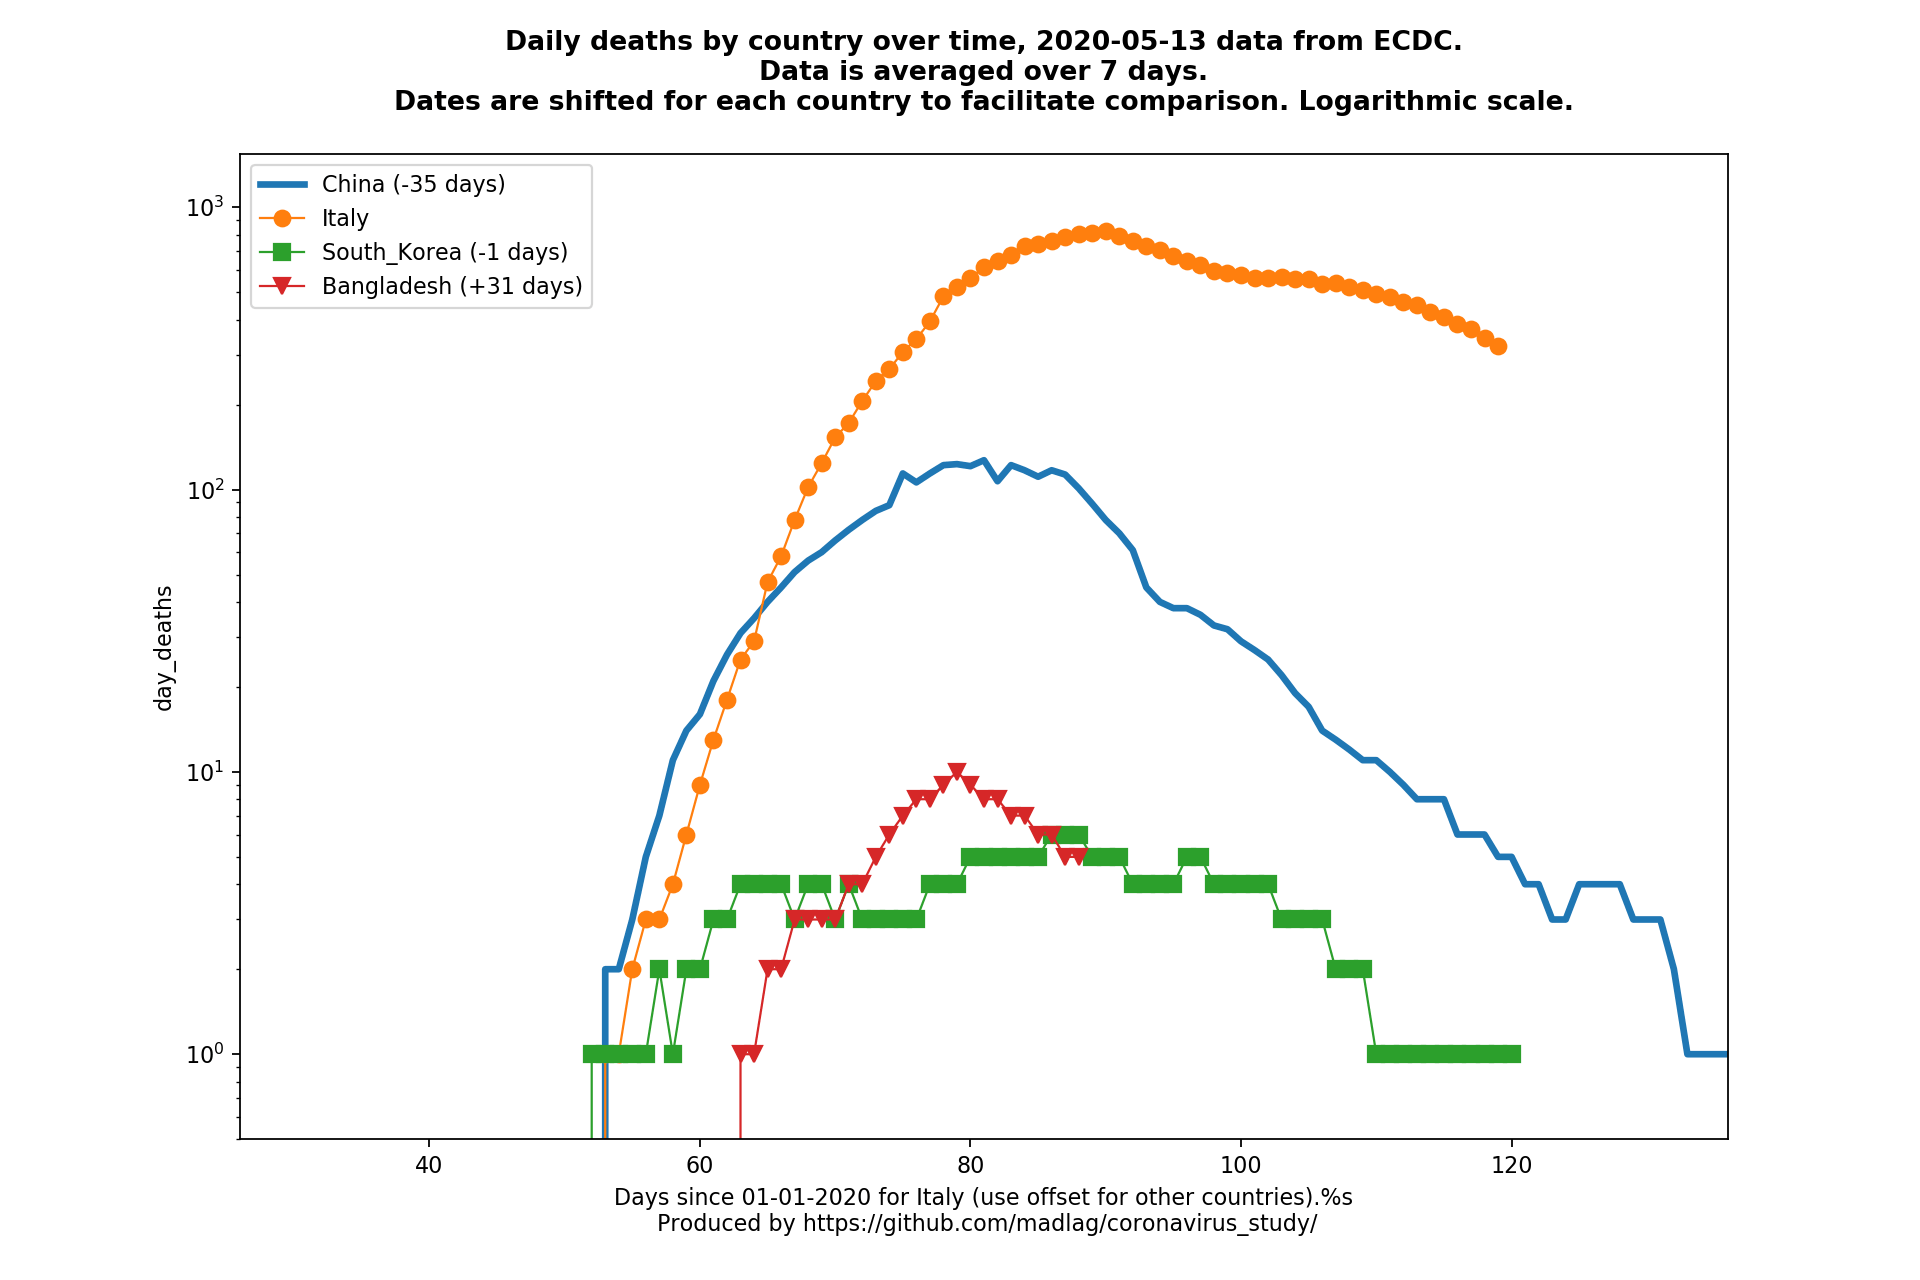 Daily deaths by country over time, 2020-05-13 data from ECDC.
Data is averaged over 7 days.
Dates are shifted for each country to facilitate comparison. Logarithmic scale.
China (-35 days)
Italy
South_Korea (-1 days)
Bangladesh (+31 days)
10³
10²
10¹
10⁰
day_deaths
40 60 80 100 120
Days since 01-01-2020 for Italy (use offset for other countries).%s
Produced by https://github.com/madlag/coronavirus_study/